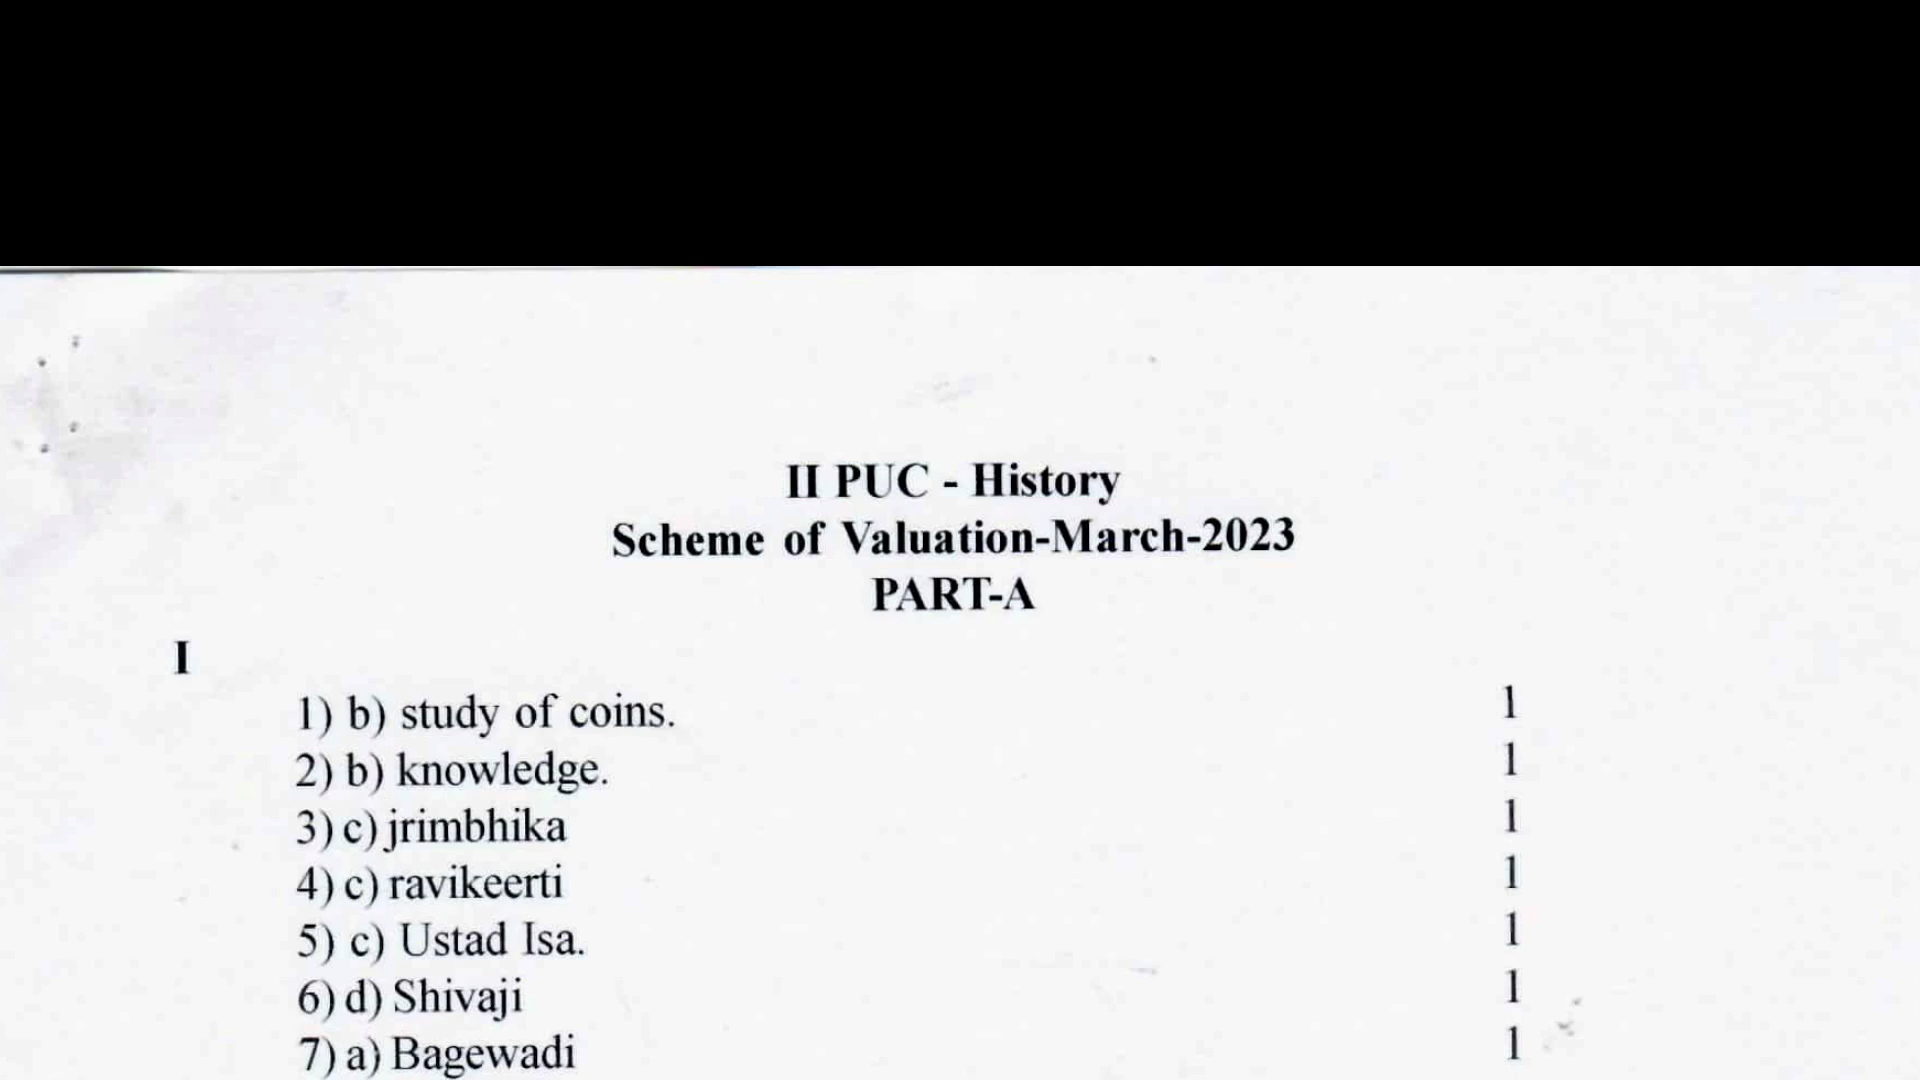 II PUC - History
Scheme of Valuation-March-2023
PART-A
I
1) b) study of coins. 1
2) b) knowledge. 1
3) c) jrimbhika 1
4) c) ravikeerti 1
5) c) Ustad Isa. 1
6) d) Shivaji 1
7) a) Bagewadi 1